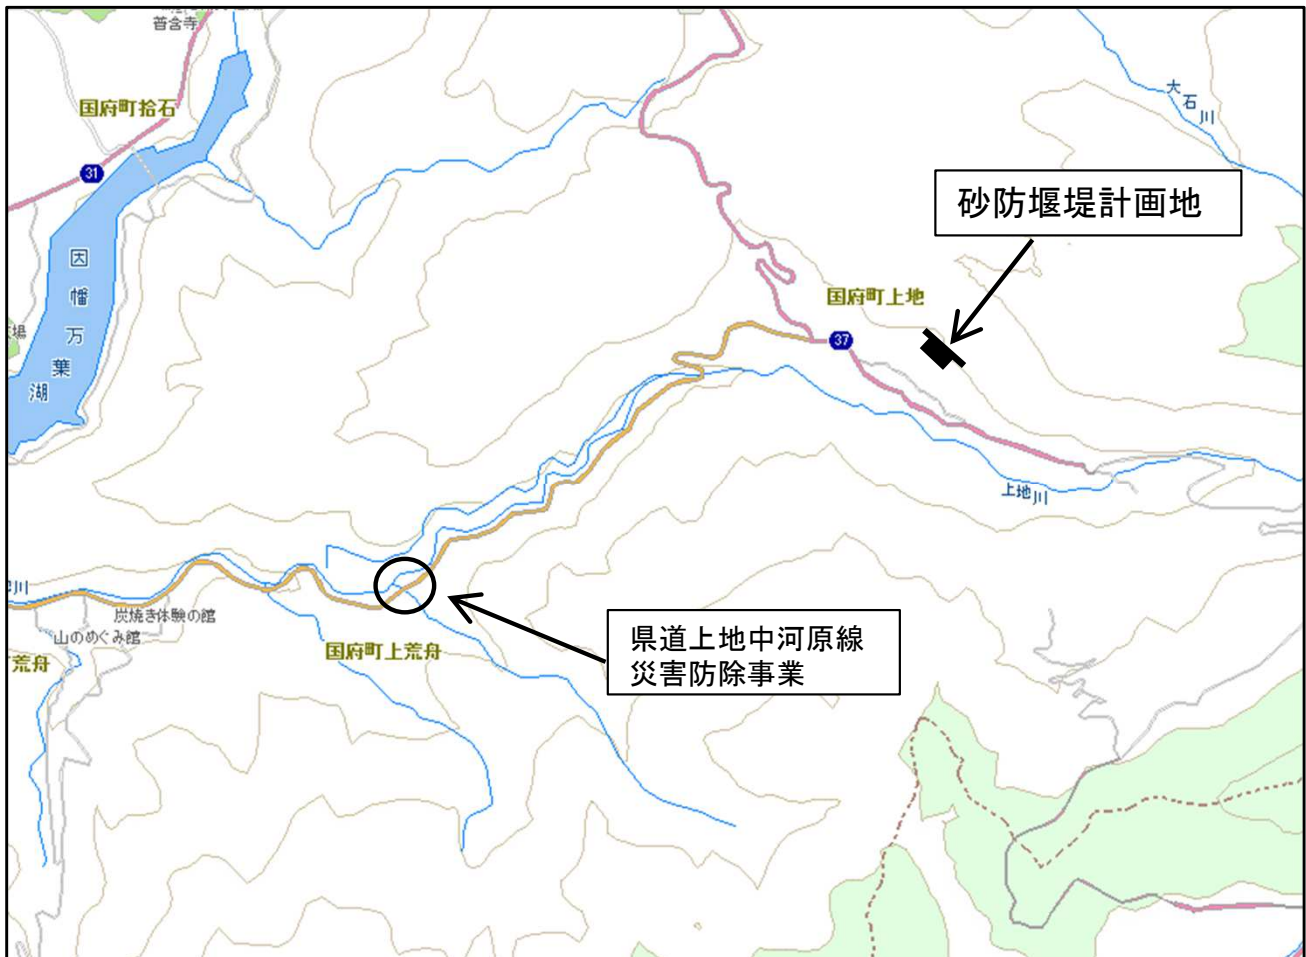 普含寺
国府町拾石
31
大石川
砂防堰堤計画地
因幡万葉湖
国府町上地
場
37
上地川
川
炭焼き体験の館
山のめぐみ館
荒舟
国府町上荒舟
県道上地中河原線
災害防除事業